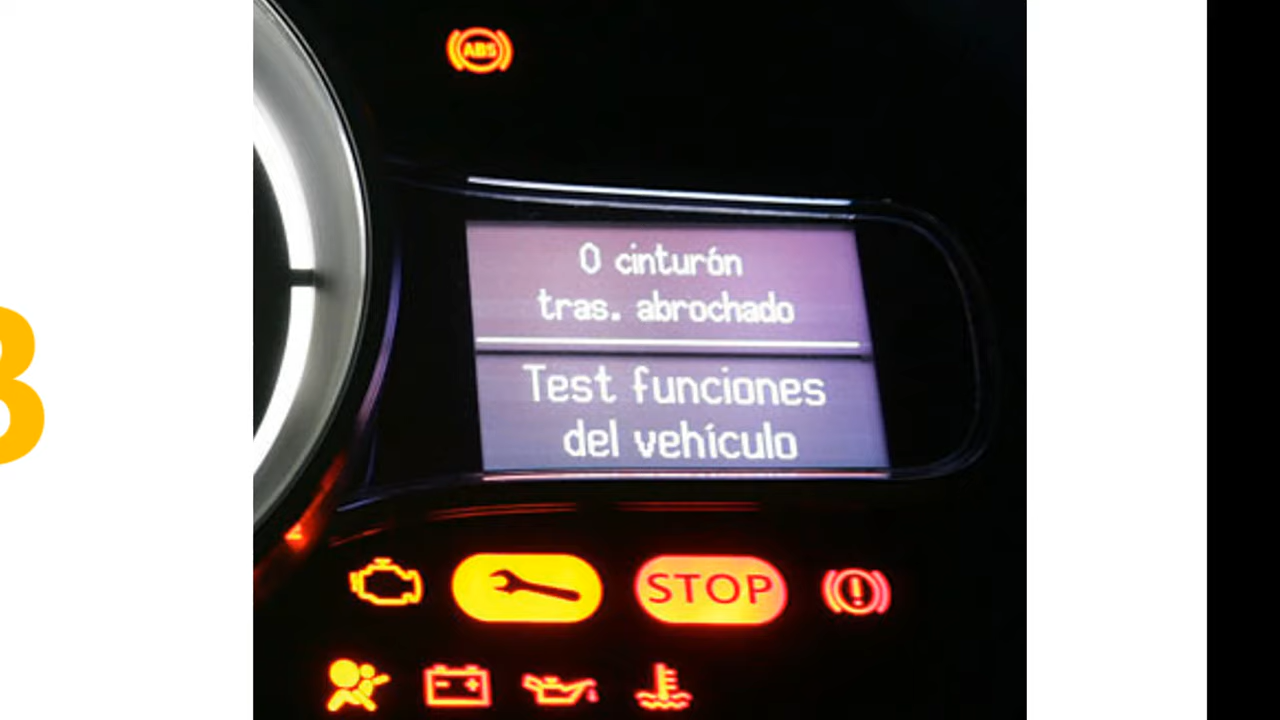 ABS
0 cinturón
tras. abrochado
Test funciones
del vehículo
STOP